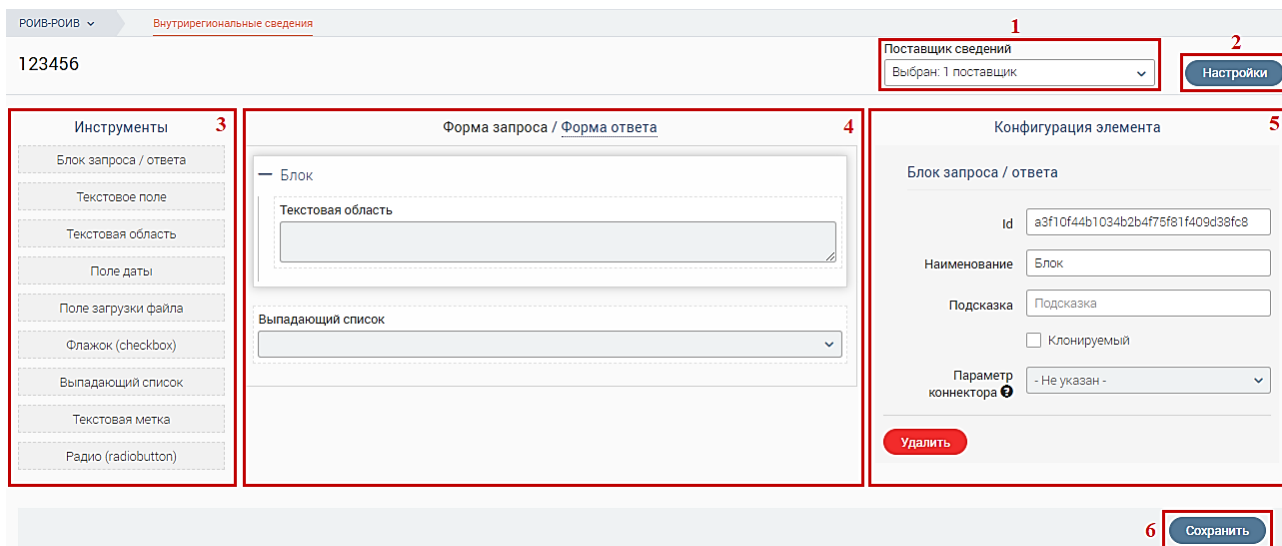 РОИВ-РОИВ
Внутрирегиональные сведения
1
2
123456
Поставщик сведений
Выбран: 1 поставщик
Настройки
Инструменты
3
Блок запроса / ответа
Текстовое поле
Текстовая область
Поле даты
Поле загрузки файла
Флажок (checkbox)
Выпадающий список
Текстовая метка
Радио (radiobutton)
Форма запроса / Форма ответа
4
Блок
Текстовая область
Выпадающий список
Конфигурация элемента
5
Блок запроса / ответа
Id
a3f10f44b1034b2b4f75f81f409d38fc8
Наименование
Блок
Подсказка
Подсказка
Клонируемый
Параметр
коннектора
- Не указан -
Удалить
6
Сохранить